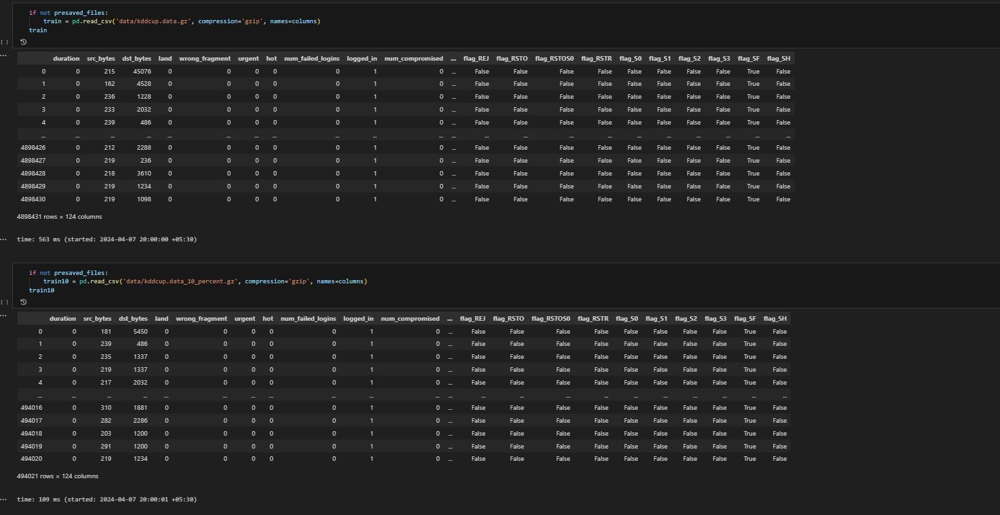 if not presaved_files:
train = pd.read_csv('data/kddcup.data.gz', compression='gzip', names=columns)
train
[ ]
...
duration src_bytes dst_bytes land wrong_fragment urgent hot num_failed_logins logged_in num_compromised ... flag_REJ flag_RSTO flag_RSTOS0 flag_RSTR flag_S0 flag_S1 flag_S2 flag_S3 flag_SF flag_SH
0 0 215 45076 0 0 0 0 0 1 0 ... False False False False False False False False True False
1 0 162 4528 0 0 0 0 0 1 0 ... False False False False False False False False True False
2 0 236 1228 0 0 0 0 0 1 0 ... False False False False False False False False True False
3 0 233 2032 0 0 0 0 0 1 0 ... False False False False False False False False True False
4 0 239 486 0 0 0 0 0 1 0 ... False False False False False False False False True False
... ... ... ... ... ... ... ... ... ... ... ... ... ... ... ... ... ... ... ... ... ...
4898426 0 212 2288 0 0 0 0 0 1 0 ... False False False False False False False False True False
4898427 0 219 236 0 0 0 0 0 1 0 ... False False False False False False False False True False
4898428 0 218 3610 0 0 0 0 0 1 0 ... False False False False False False False False True False
4898429 0 219 1234 0 0 0 0 0 1 0 ... False False False False False False False False True False
4898430 0 219 1098 0 0 0 0 0 1 0 ... False False False False False False False False True False
4898431 rows × 124 columns
... time: 563 ms (started: 2024-04-07 20:00:00 +05:30)
if not presaved_files:
train10 = pd.read_csv('data/kddcup.data_10_percent.gz', compression='gzip', names=columns)
train10
[ ]
...
duration src_bytes dst_bytes land wrong_fragment urgent hot num_failed_logins logged_in num_compromised ... flag_REJ flag_RSTO flag_RSTOS0 flag_RSTR flag_S0 flag_S1 flag_S2 flag_S3 flag_SF flag_SH
0 0 181 5450 0 0 0 0 0 1 0 ... False False False False False False False False True False
1 0 239 486 0 0 0 0 0 1 0 ... False False False False False False False False True False
2 0 235 1337 0 0 0 0 0 1 0 ... False False False False False False False False True False
3 0 219 1337 0 0 0 0 0 1 0 ... False False False False False False False False True False
4 0 217 2032 0 0 0 0 0 1 0 ... False False False False False False False False True False
... ... ... ... ... ... ... ... ... ... ... ... ... ... ... ... ... ... ... ... ... ...
494016 0 310 1881 0 0 0 0 0 1 0 ... False False False False False False False False True False
494017 0 282 2286 0 0 0 0 0 1 0 ... False False False False False False False False True False
494018 0 203 1200 0 0 0 0 0 1 0 ... False False False False False False False False True False
494019 0 291 1200 0 0 0 0 0 1 0 ... False False False False False False False False True False
494020 0 219 1234 0 0 0 0 0 1 0 ... False False False False False False False False True False
494021 rows × 124 columns
... time: 109 ms (started: 2024-04-07 20:00:01 +05:30)